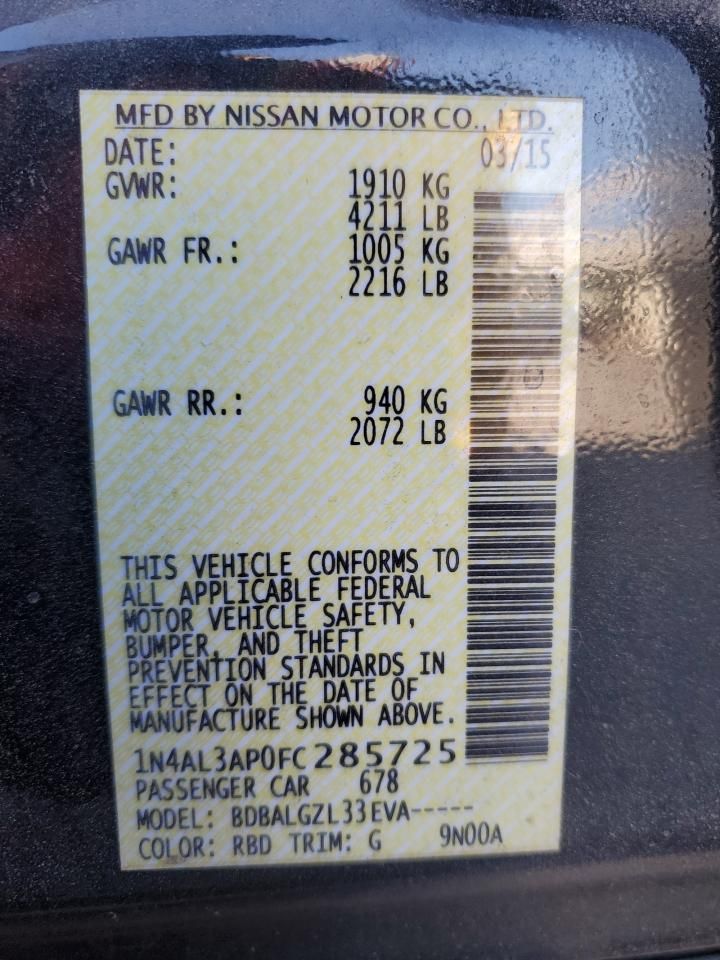 MFD BY NISSAN MOTOR CO., LTD.
DATE: 03/15
GVWR: 1910 KG
4211 LB
GAWR FR.: 1005 KG
2216 LB
GAWR RR.: 940 KG
2072 LB
THIS VEHICLE CONFORMS TO
ALL APPLICABLE FEDERAL
MOTOR VEHICLE SAFETY,
BUMPER, AND THEFT
PREVENTION STANDARDS IN
EFFECT ON THE DATE OF
MANUFACTURE SHOWN ABOVE.
1N4AL3AP0FC285725
PASSENGER CAR 678
MODEL: BDBALGZL33EVA-----
COLOR: RBD TRIM: G 9N00A